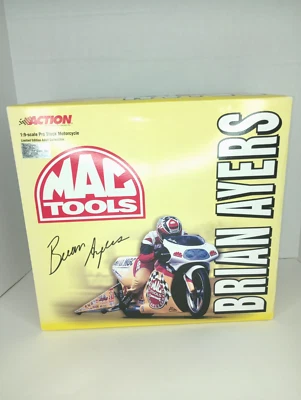 ACTION
1:9-scale Pro Stock Motorcycle
MAC
TOOLS
Brian Ayers
BRIAN AYERS